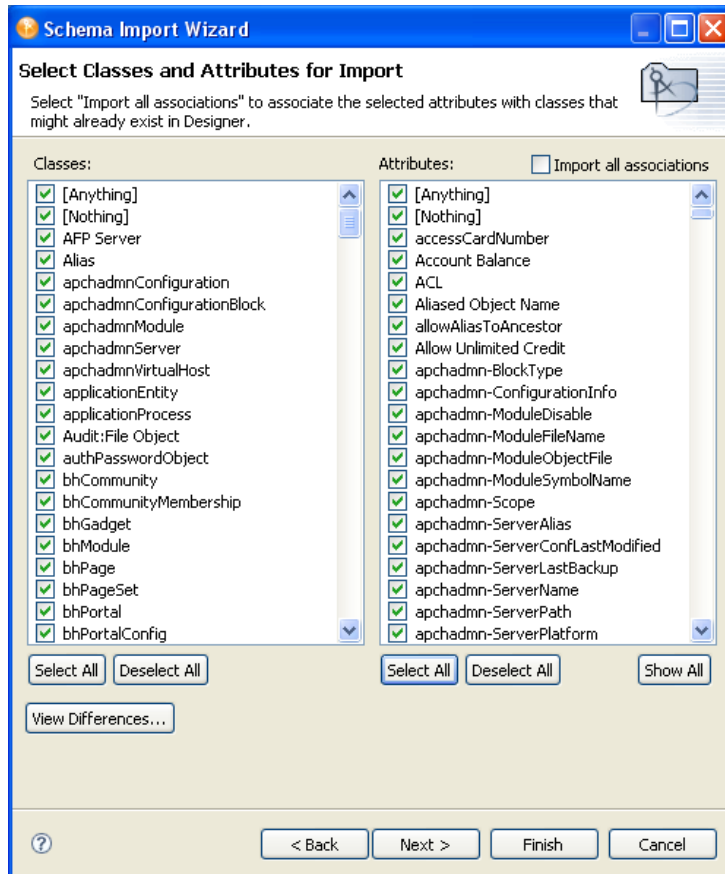 Schema Import Wizard
Select Classes and Attributes for Import
Select "Import all associations" to associate the selected attributes with classes that
might already exist in Designer.
Classes:
[Anything]
[Nothing]
AFP Server
Alias
apchadmnConfiguration
apchadmnConfigurationBlock
apchadmnModule
apchadmnServer
apchadmnVirtualHost
applicationEntity
applicationProcess
Audit:File Object
authPasswordObject
bhCommunity
bhCommunityMembership
bhGadget
bhModule
bhPage
bhPageSet
bhPortal
bhPortalConfig
Select All Deselect All
View Differences...
Attributes: Import all associations
[Anything]
[Nothing]
accessCardNumber
Account Balance
ACL
Aliased Object Name
allowAliasToAncestor
Allow Unlimited Credit
apchadmn-BlockType
apchadmn-ConfigurationInfo
apchadmn-ModuleDisable
apchadmn-ModuleFileName
apchadmn-ModuleObjectFile
apchadmn-ModuleSymbolName
apchadmn-Scope
apchadmn-ServerAlias
apchadmn-ServerConfLastModified
apchadmn-ServerLastBackup
apchadmn-ServerName
apchadmn-ServerPath
apchadmn-ServerPlatform
Select All Deselect All Show All
? < Back Next > Finish Cancel